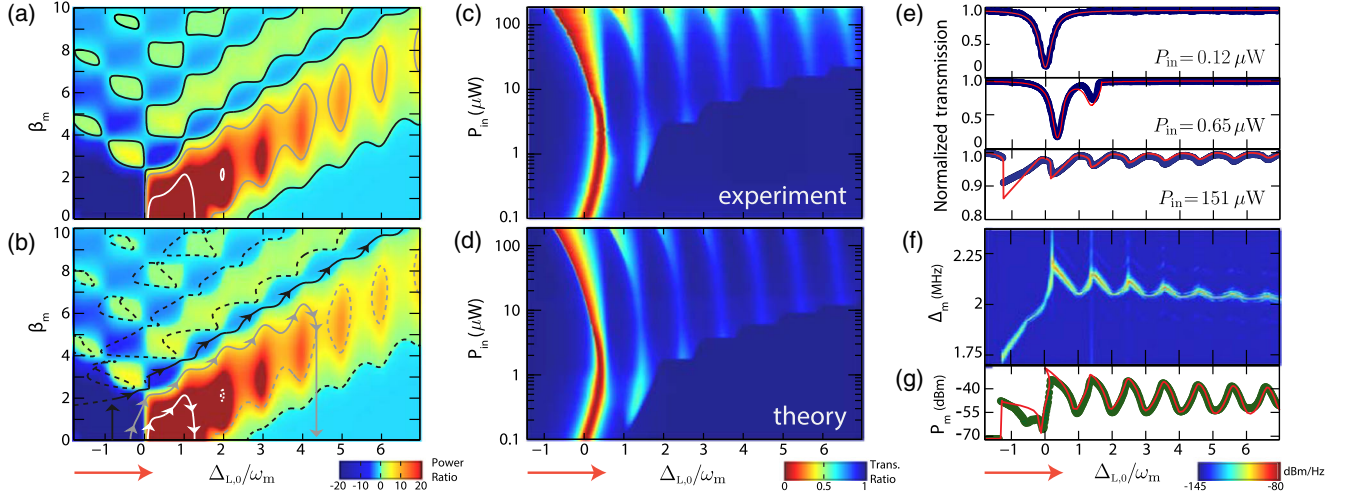 (a)
β_m
10
8
6
4
2
0
(b)
β_m
10
8
6
4
2
0
-1 0 1 2 3 4 5 6
Δ_L,0/ω_m
Power
Ratio
-20 -10 0 10 20
(c)
P_in (μW)
100
10
1
0.1
experiment
(d)
P_in (μW)
100
10
1
0.1
theory
-1 0 1 2 3 4 5 6
Δ_L,0/ω_m
Trans.
Ratio
0 0.5 1
(e)
Normalized transmission
1.0
0.5
0
P_in = 0.12 μW
1.0
0.5
0
P_in = 0.65 μW
1.0
0.9
0.8
P_in = 151 μW
(f)
Δ_m (MHz)
2.25
2
1.75
(g)
P_m (dBm)
-40
-55
-70
-1 0 1 2 3 4 5 6
Δ_L,0/ω_m
dBm/Hz
-145 -80